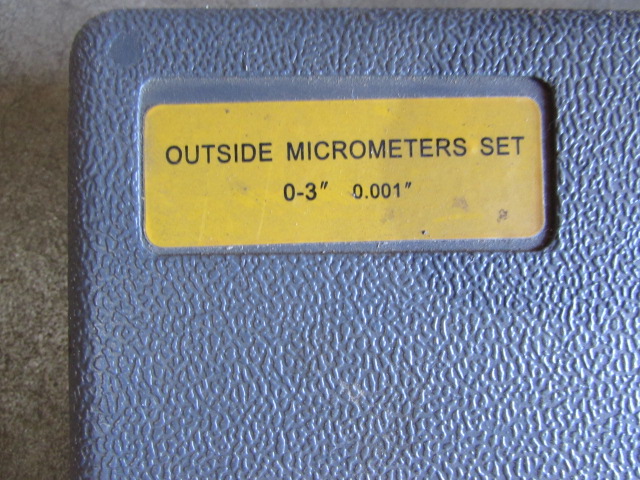 OUTSIDE MICROMETERS SET
0-3" 0.001"